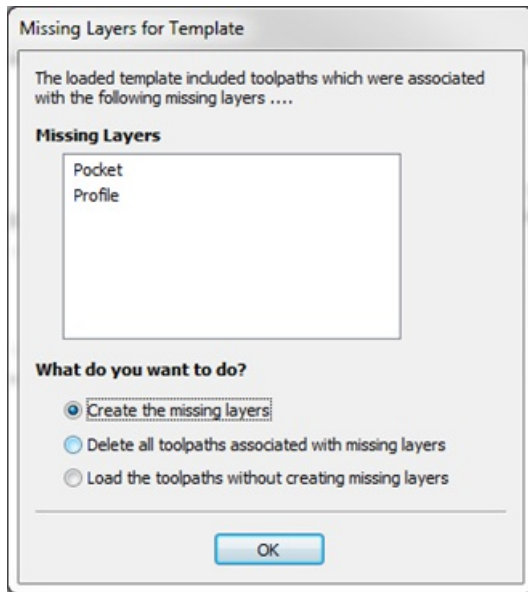 Missing Layers for Template
The loaded template included toolpaths which were associated
with the following missing layers ....
Missing Layers
Pocket
Profile
What do you want to do?
Create the missing layers
Delete all toolpaths associated with missing layers
Load the toolpaths without creating missing layers
OK